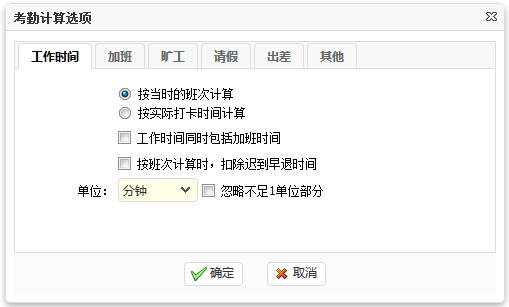 考勤计算选项
工作时间 加班 旷工 请假 出差 其他
按当时的班次计算
按实际打卡时间计算
工作时间同时包括加班时间
按班次计算时，扣除迟到早退时间
单位： 分钟 忽略不足1单位部分
确定 取消